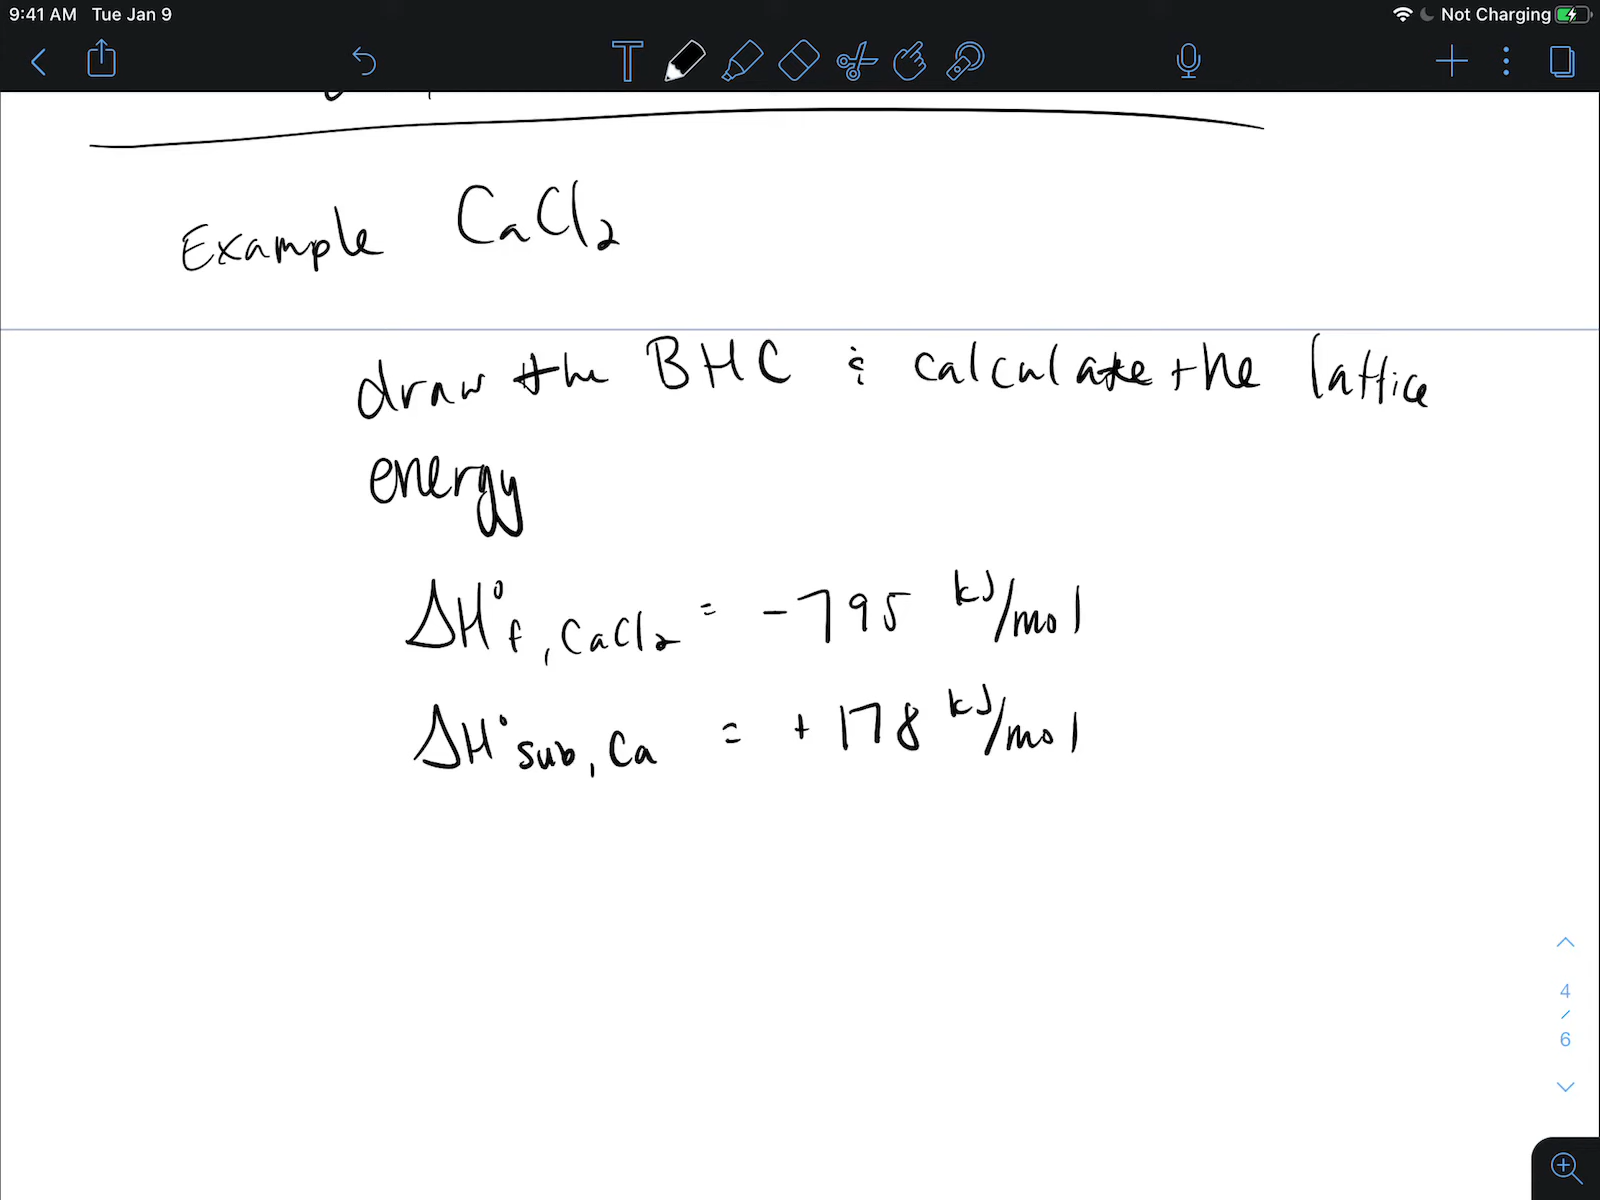 9:41 AM Tue Jan 9
Not Charging
T
Example CaCl₂
draw the BHC & calculate the lattice
energy
ΔH°f, CaCl₂ = -795 kJ/mol
ΔH°sub, Ca = +178 kJ/mol
4
/
6